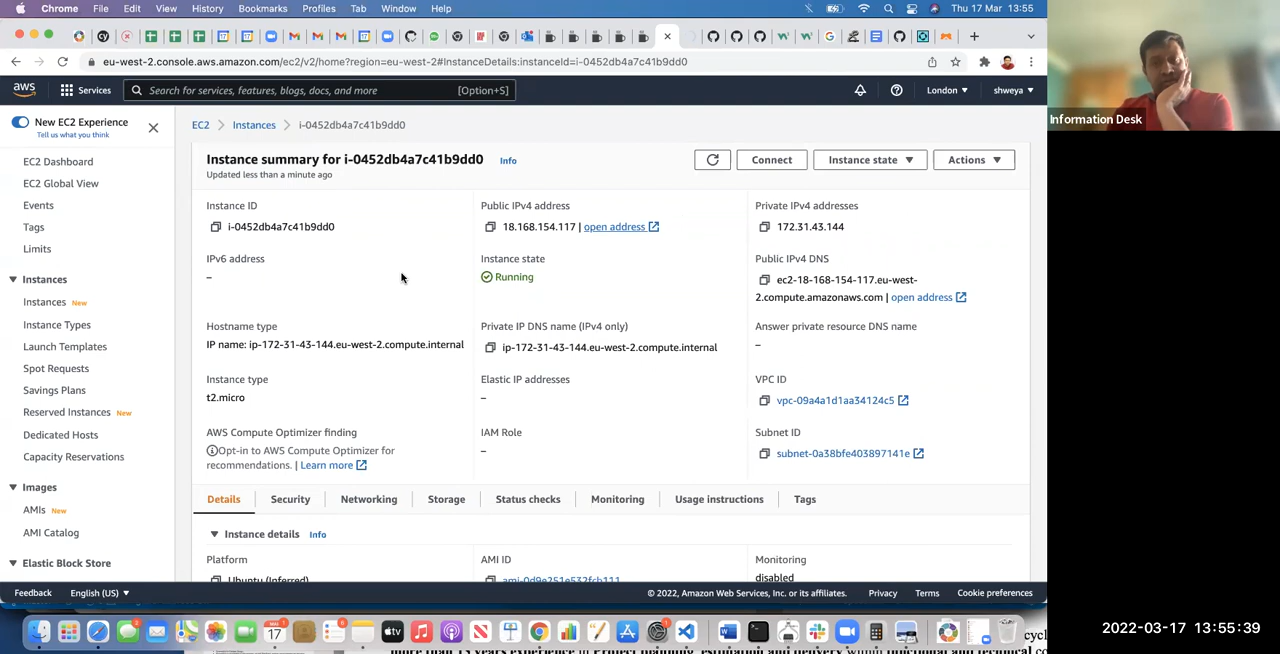 Chrome File Edit View History Bookmarks Profiles Tab Window Help Thu 17 Mar 13:55
eu-west-2.console.aws.amazon.com/ec2/v2/home?region=eu-west-2#InstanceDetails:instanceId=i-0452db4a7c41b9dd0
aws Services Search for services, features, blogs, docs, and more [Option+S] London ▼ shweya ▼
New EC2 Experience
Tell us what you think
EC2 Dashboard
EC2 Global View
Events
Tags
Limits
Instances
Instances New
Instance Types
Launch Templates
Spot Requests
Savings Plans
Reserved Instances New
Dedicated Hosts
Capacity Reservations
Images
AMIs New
AMI Catalog
Elastic Block Store
EC2 > Instances > i-0452db4a7c41b9dd0
Instance summary for i-0452db4a7c41b9dd0 Info
Updated less than a minute ago
Connect Instance state ▼ Actions ▼
Instance ID
i-0452db4a7c41b9dd0
Public IPv4 address
18.168.154.117 | open address
Private IPv4 addresses
172.31.43.144
IPv6 address
–
Instance state
Running
Public IPv4 DNS
ec2-18-168-154-117.eu-west-
2.compute.amazonaws.com | open address
Hostname type
IP name: ip-172-31-43-144.eu-west-2.compute.internal
Private IP DNS name (IPv4 only)
ip-172-31-43-144.eu-west-2.compute.internal
Answer private resource DNS name
–
Instance type
t2.micro
Elastic IP addresses
–
VPC ID
vpc-09a4a1d1aa34124c5
AWS Compute Optimizer finding
Opt-in to AWS Compute Optimizer for
recommendations. | Learn more
IAM Role
–
Subnet ID
subnet-0a38bfe403897141e
Details Security Networking Storage Status checks Monitoring Usage instructions Tags
Instance details Info
Platform
Ubuntu (Inferred)
AMI ID
ami-0d9e251e532fcb111
Monitoring
disabled
Feedback English (US) ▼ © 2022, Amazon Web Services, Inc. or its affiliates. Privacy Terms Cookie preferences
Information Desk
2022-03-17 13:55:39